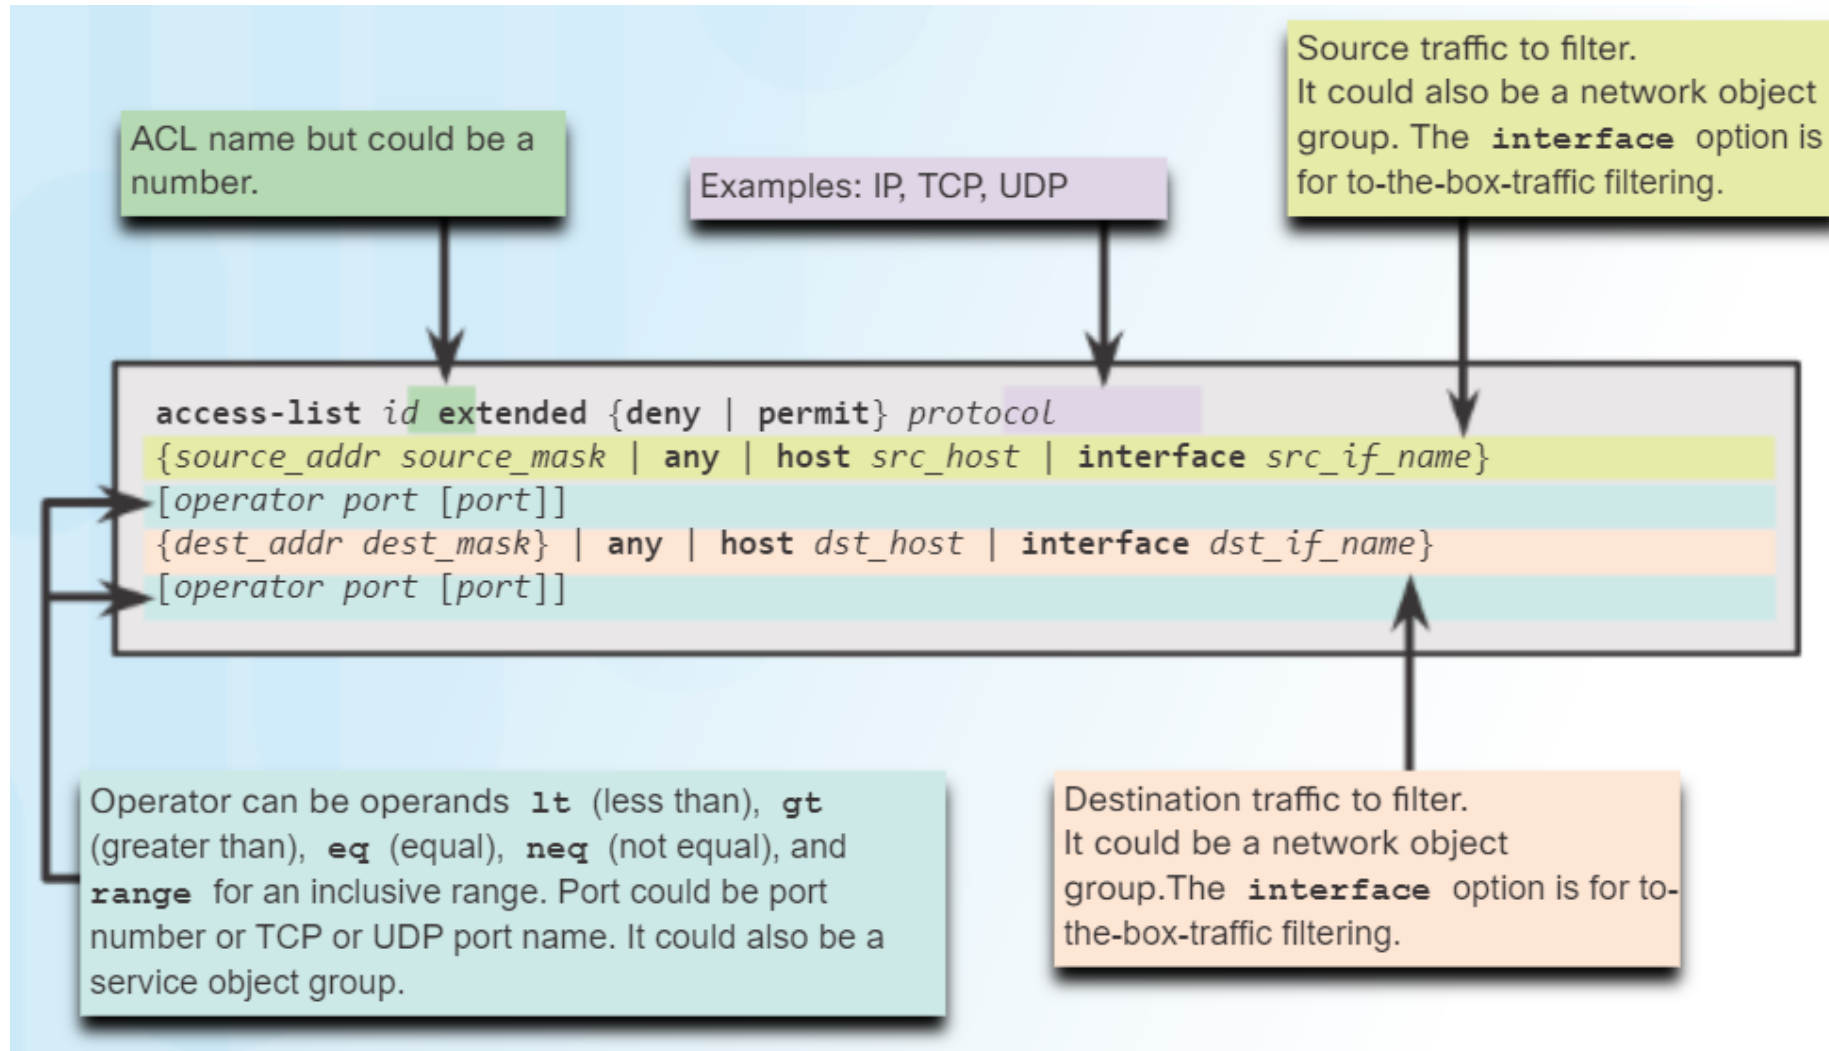 Source traffic to filter.
It could also be a network object
group. The interface option is
for to-the-box-traffic filtering.
ACL name but could be a
number.
Examples: IP, TCP, UDP
access-list id extended {deny | permit} protocol
{source_addr source_mask | any | host src_host | interface src_if_name}
[operator port [port]]
{dest_addr dest_mask} | any | host dst_host | interface dst_if_name}
[operator port [port]]
Operator can be operands lt (less than), gt
(greater than), eq (equal), neq (not equal), and
range for an inclusive range. Port could be port
number or TCP or UDP port name. It could also be a
service object group.
Destination traffic to filter.
It could be a network object
group.The interface option is for to-
the-box-traffic filtering.